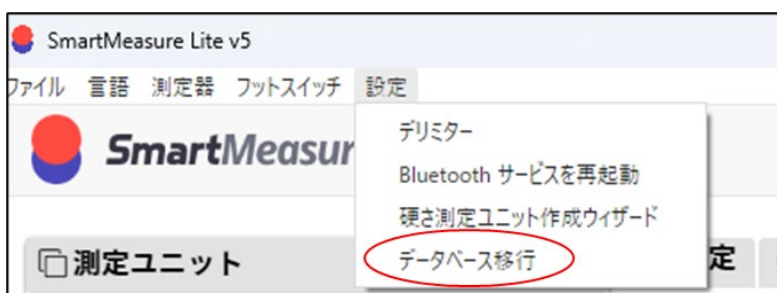 SmartMeasure Lite v5
ファイル 言語 測定器 フットスイッチ 設定
SmartMeasur
デリミター
Bluetooth サービスを再起動
硬さ測定ユニット作成ウィザード
データベース移行
測定ユニット
定